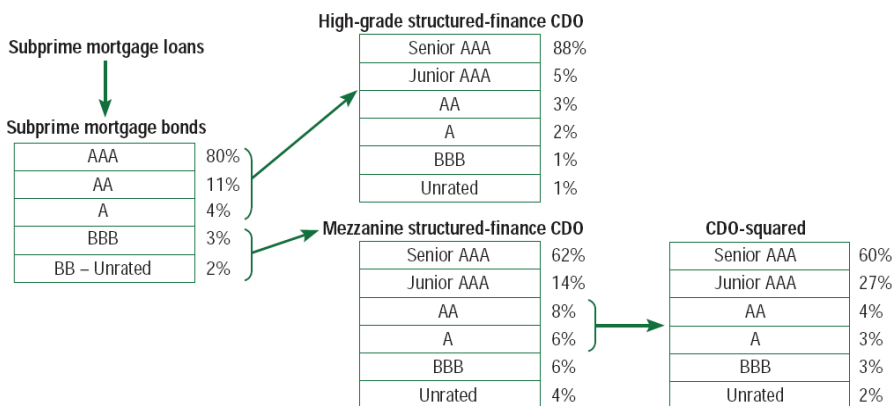 High-grade structured-finance CDO
Senior AAA 88%
Junior AAA 5%
AA 3%
A 2%
BBB 1%
Unrated 1%
Subprime mortgage loans
Subprime mortgage bonds
AAA 80%
AA 11%
A 4%
BBB 3%
BB – Unrated 2%
Mezzanine structured-finance CDO
Senior AAA 62%
Junior AAA 14%
AA 8%
A 6%
BBB 6%
Unrated 4%
CDO-squared
Senior AAA 60%
Junior AAA 27%
AA 4%
A 3%
BBB 3%
Unrated 2%